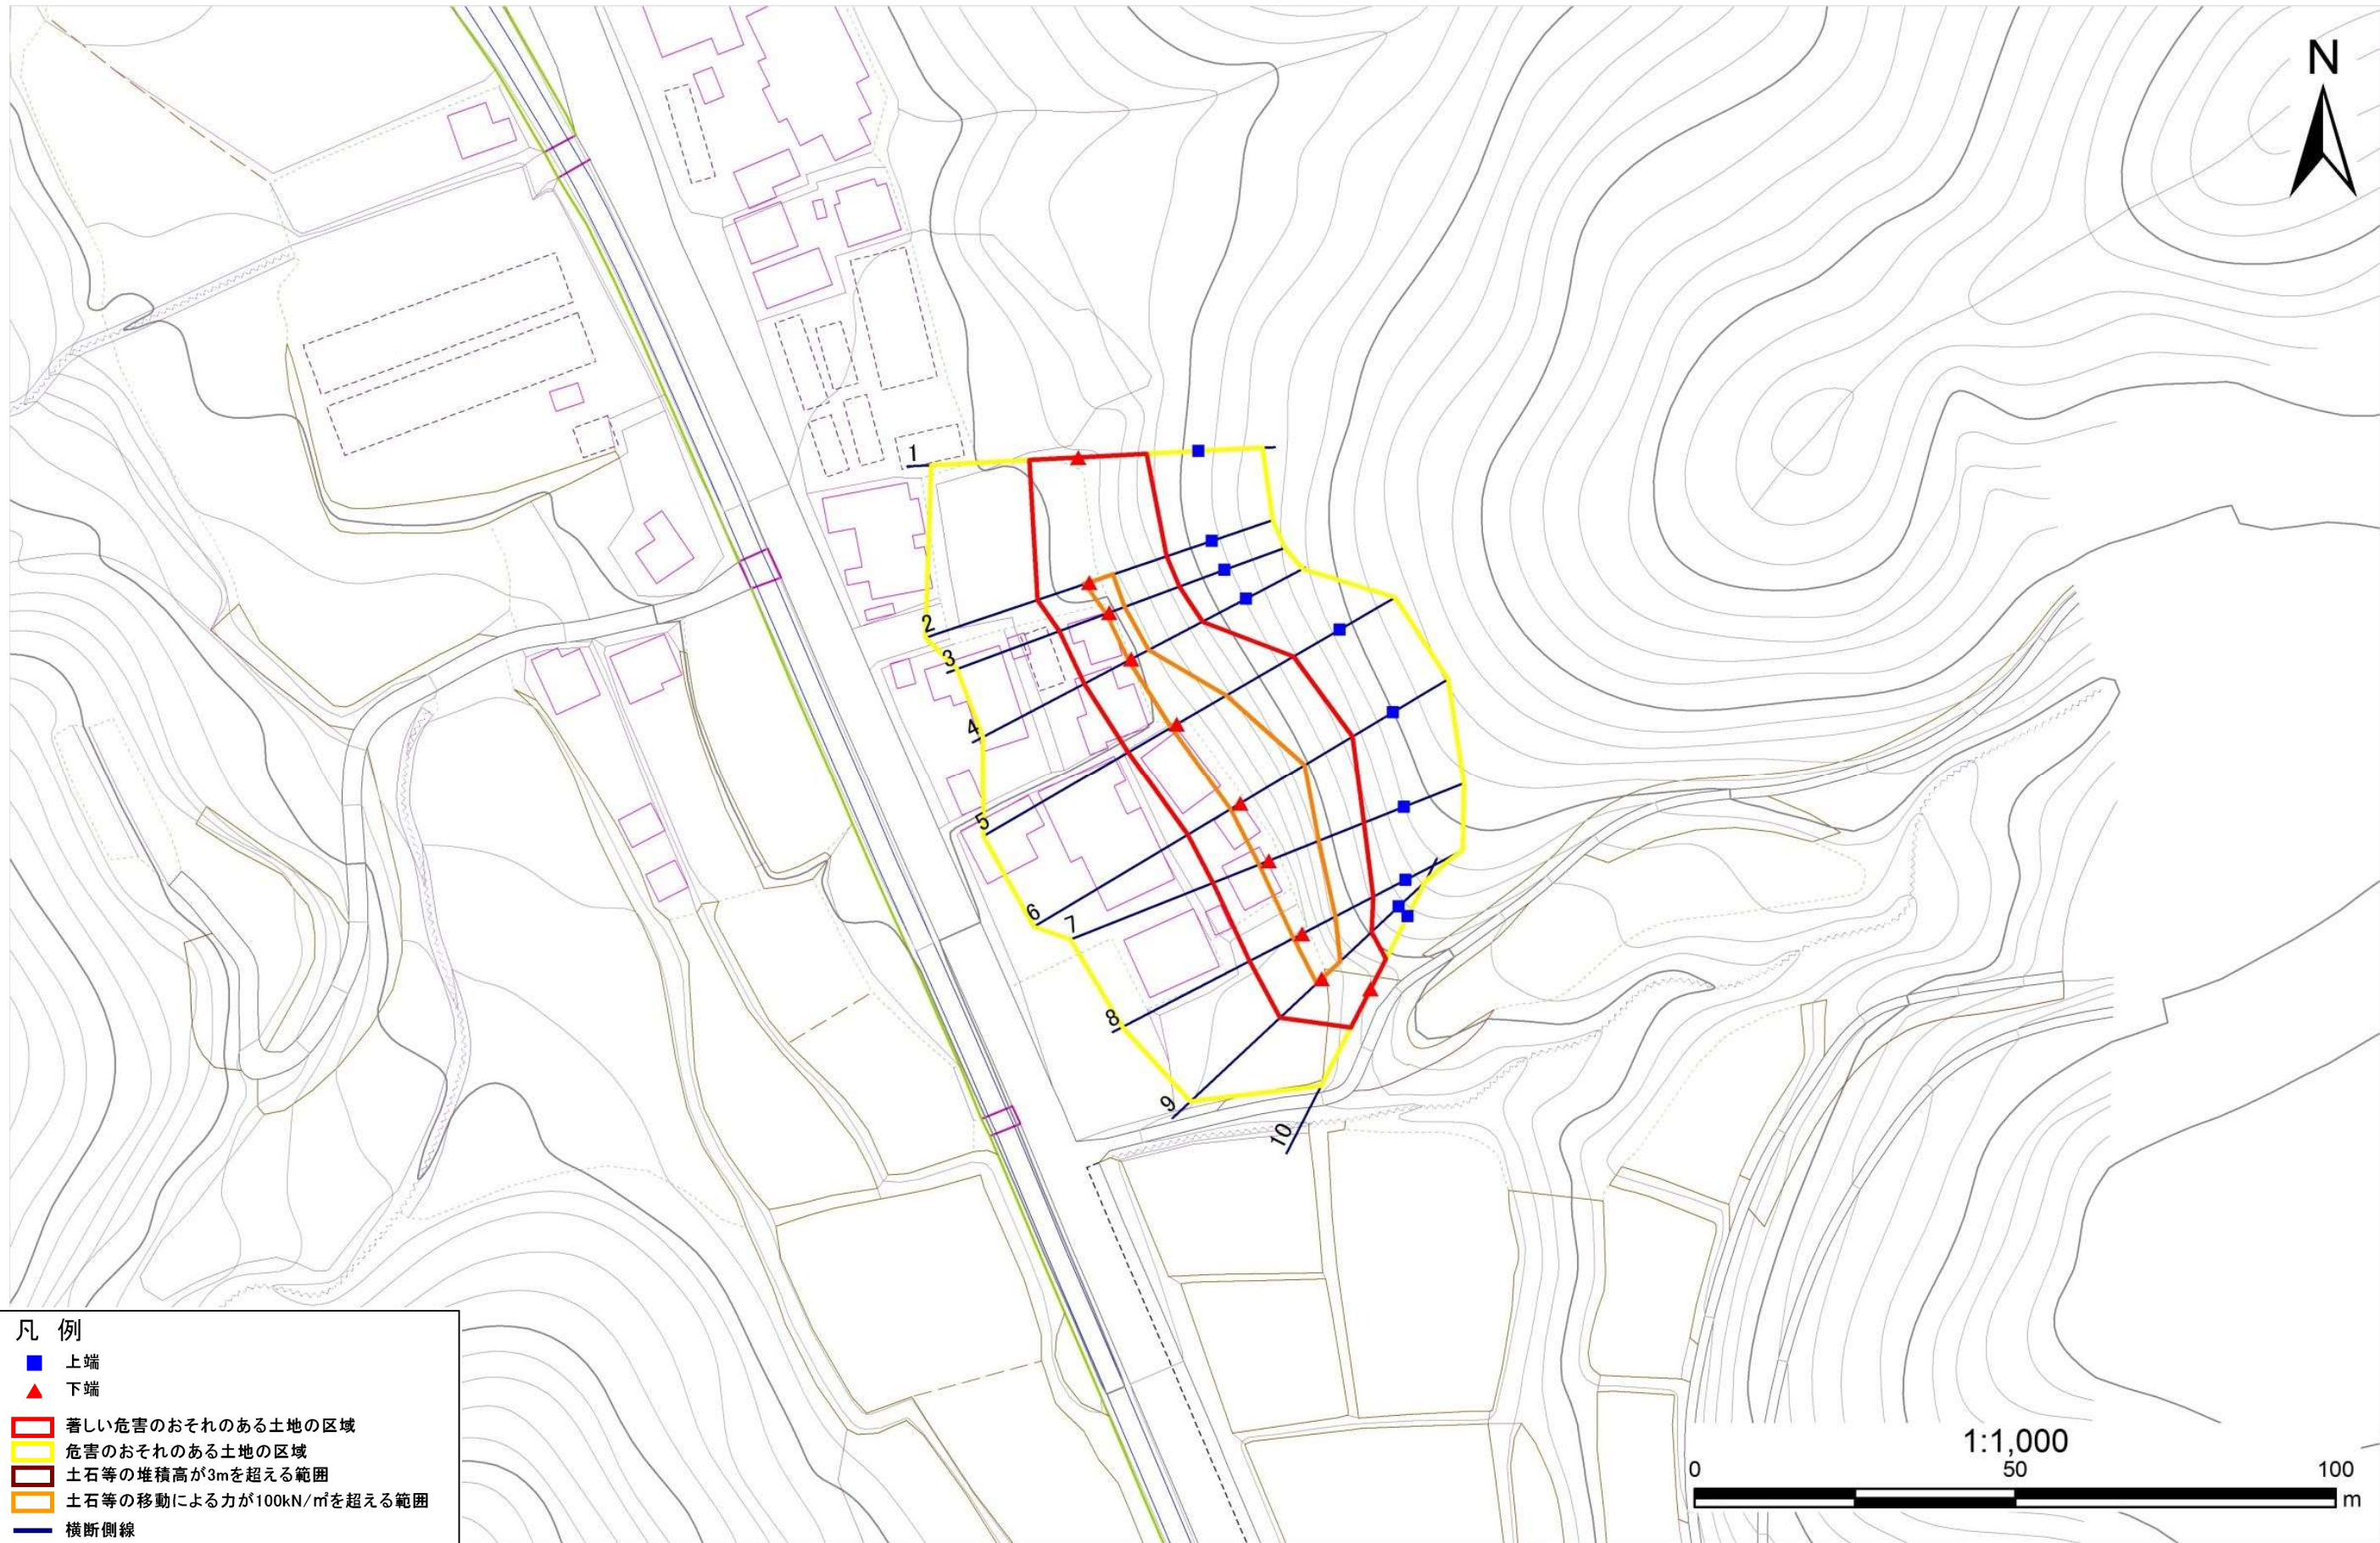 N
1
2
3
4
5
6
7
8
9
10
凡 例
上端
下端
著しい危害のおそれのある土地の区域
危害のおそれのある土地の区域
土石等の堆積高が3mを超える範囲
土石等の移動による力が100kN/㎡を超える範囲
横断側線
1:1,000
0 50 100
m